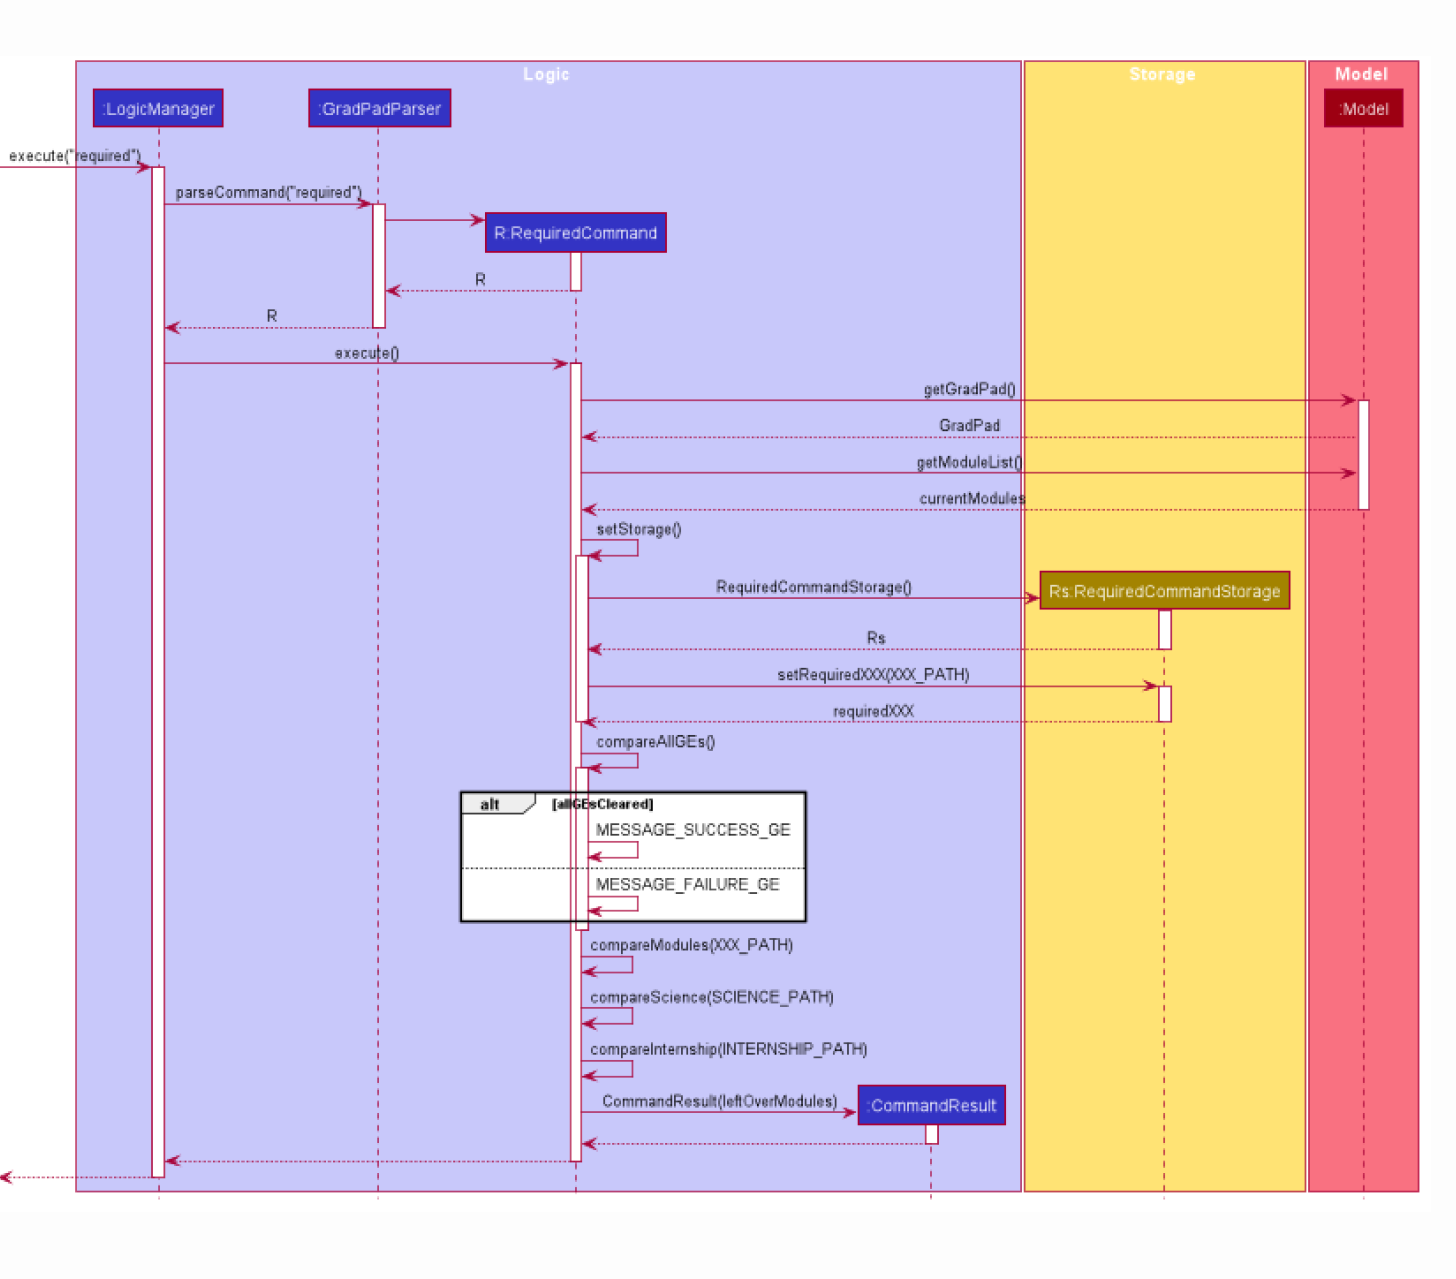 Logic
Storage
Model
:LogicManager
:GradPadParser
:Model
execute("required")
parseCommand("required")
R:RequiredCommand
R
R
execute()
getGradPad()
GradPad
getModuleList()
currentModules
setStorage()
RequiredCommandStorage()
Rs:RequiredCommandStorage
Rs
setRequiredXXX(XXX_PATH)
requiredXXX
compareAllGEs()
alt
[allGEsCleared]
MESSAGE_SUCCESS_GE
MESSAGE_FAILURE_GE
compareModules(XXX_PATH)
compareScience(SCIENCE_PATH)
compareInternship(INTERNSHIP_PATH)
CommandResult(leftOverModules)
:CommandResult